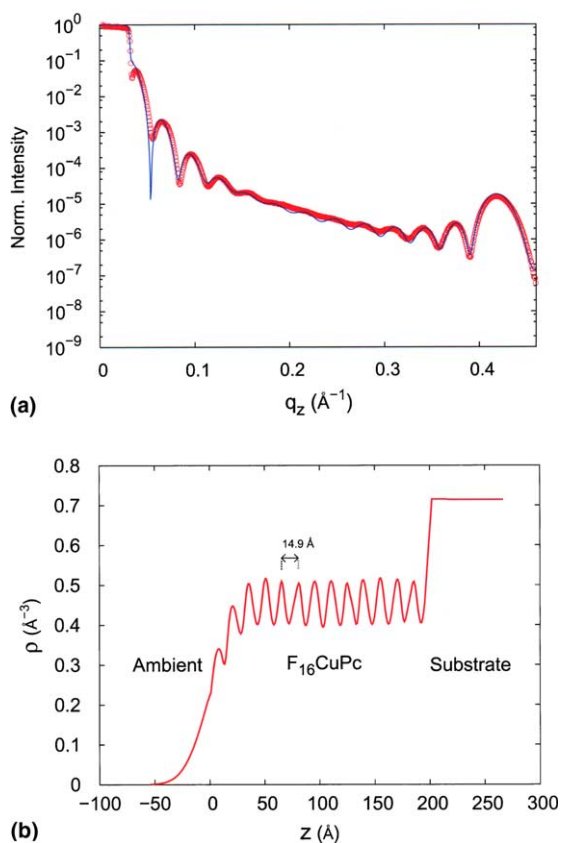 10⁰
10⁻¹
10⁻²
10⁻³
10⁻⁴
10⁻⁵
10⁻⁶
10⁻⁷
10⁻⁸
10⁻⁹
Norm. Intensity
0 0.1 0.2 0.3 0.4
q_z (Å⁻¹)
(a)
0.8
0.7
0.6
0.5
0.4
0.3
0.2
0.1
0
ρ (Å⁻³)
14.9 Å
Ambient F₁₆CuPc Substrate
−100 −50 0 50 100 150 200 250 300
z (Å)
(b)